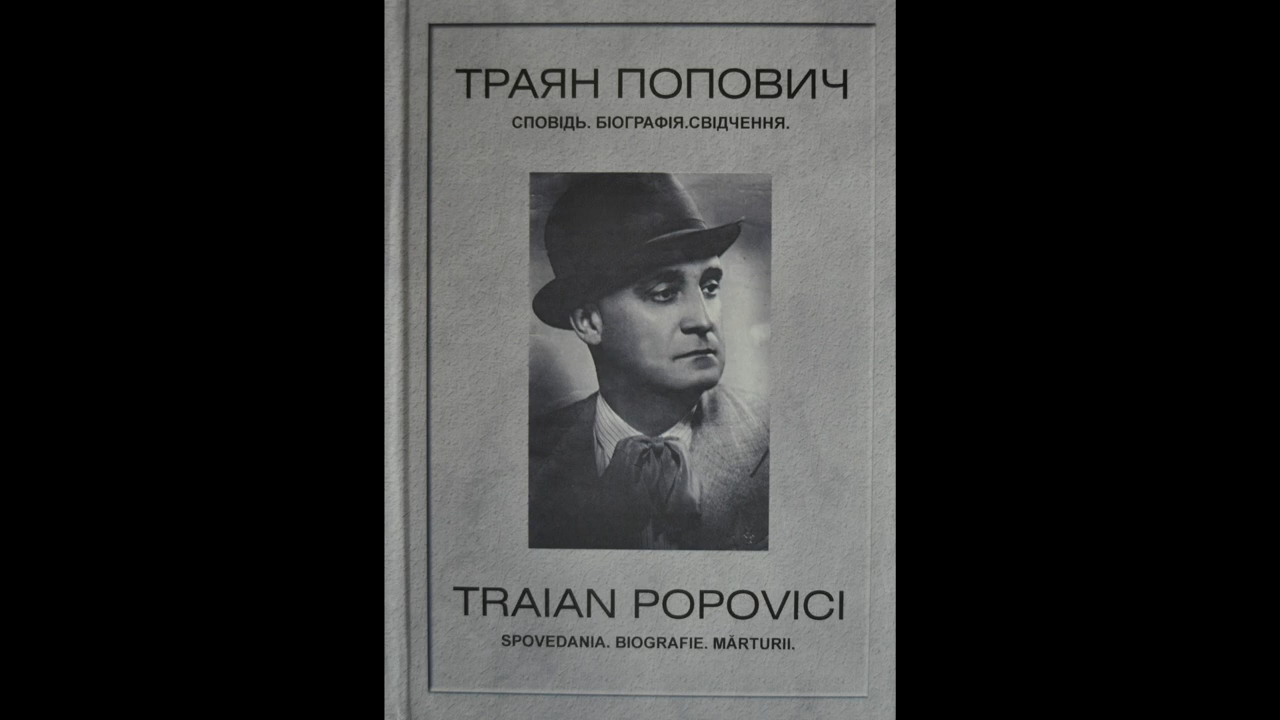 ТРАЯН ПОПОВИЧ
СПОВІДЬ. БІОГРАФІЯ.СВІДЧЕННЯ.
TRAIAN POPOVICI
SPOVEDANIA. BIOGRAFIE. MĂRTURII.